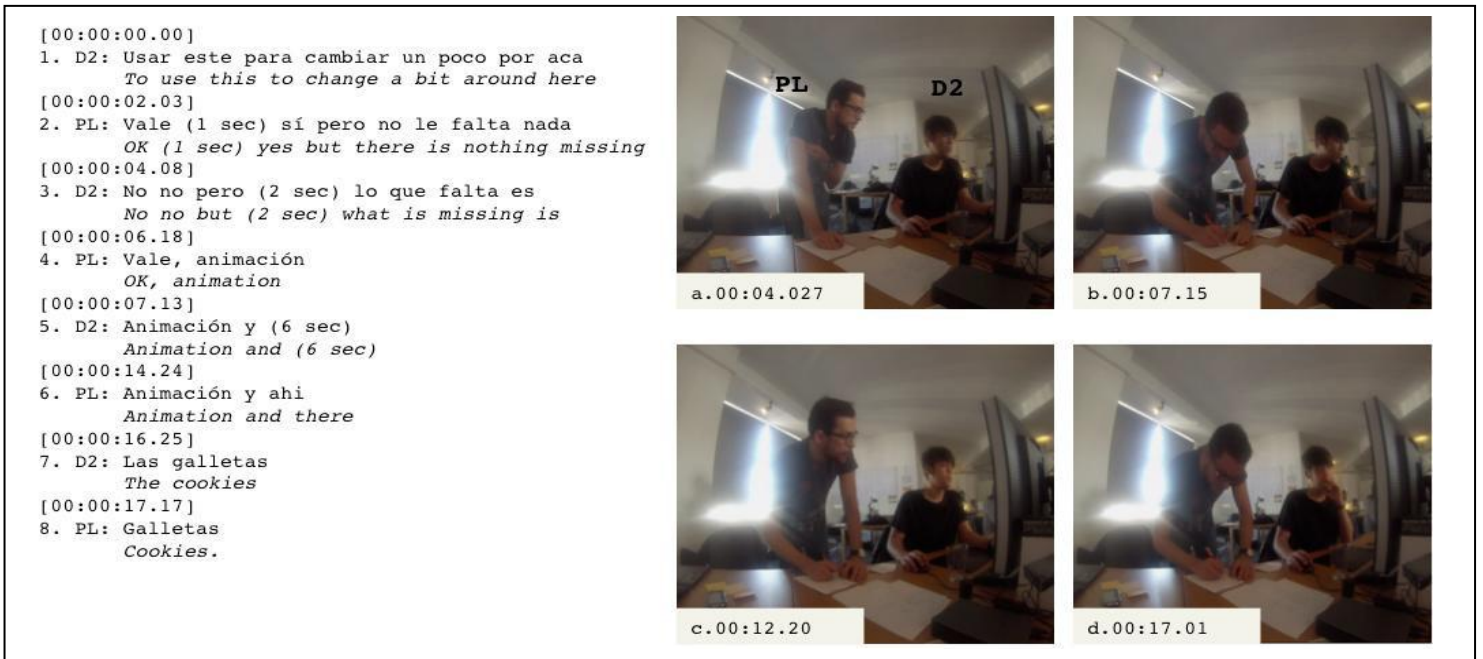 [00:00:00.00]
1. D2: Usar este para cambiar un poco por aca
To use this to change a bit around here
[00:00:02.03]
2. PL: Vale (1 sec) sí pero no le falta nada
OK (1 sec) yes but there is nothing missing
[00:00:04.08]
3. D2: No no pero (2 sec) lo que falta es
No no but (2 sec) what is missing is
[00:00:06.18]
4. PL: Vale, animación
OK, animation
[00:00:07.13]
5. D2: Animación y (6 sec)
Animation and (6 sec)
[00:00:14.24]
6. PL: Animación y ahi
Animation and there
[00:00:16.25]
7. D2: Las galletas
The cookies
[00:00:17.17]
8. PL: Galletas
Cookies.
PL
D2
a.00:04.027
b.00:07.15
c.00:12.20
d.00:17.01